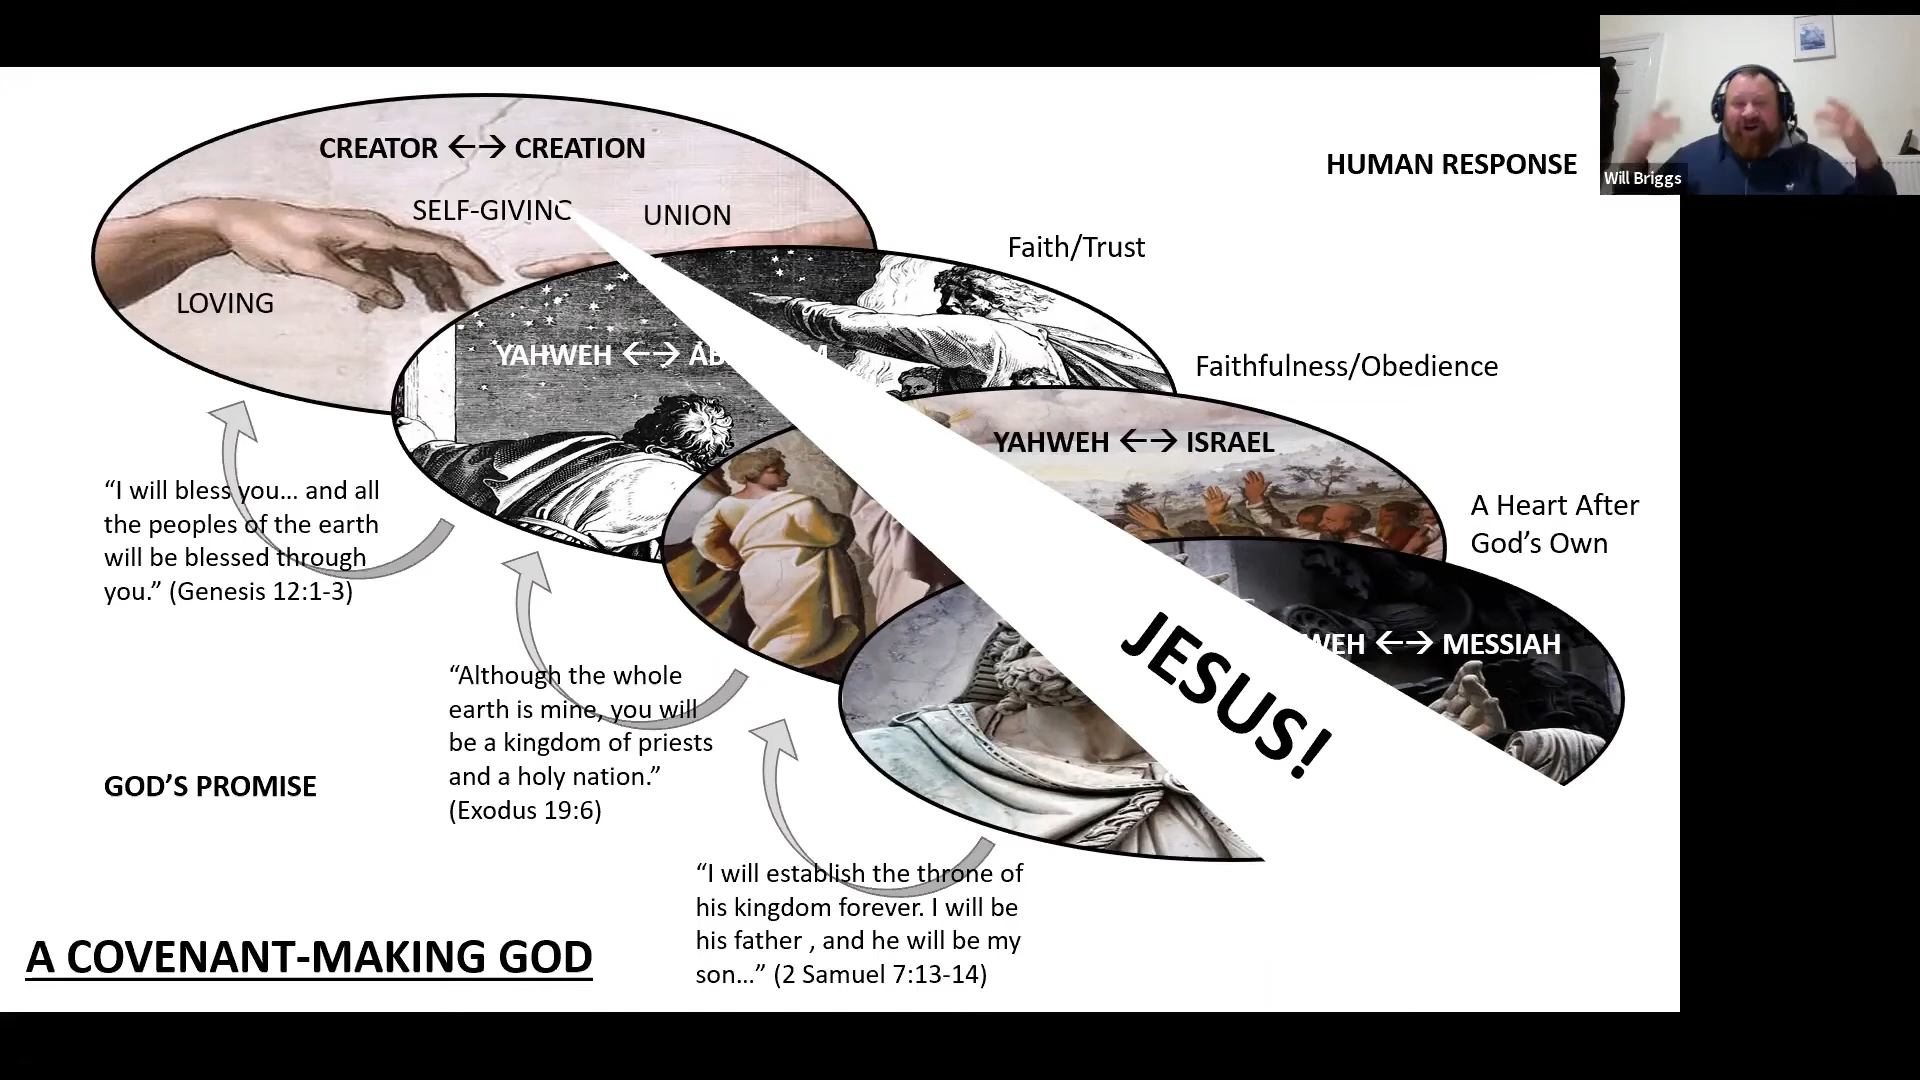 CREATOR ←→ CREATION
SELF-GIVING
UNION
LOVING
HUMAN RESPONSE
Will Briggs
Faith/Trust
YAHWEH ←→
Faithfulness/Obedience
YAHWEH ←→ ISRAEL
A Heart After
God’s Own
←→ MESSIAH
JESUS!
“I will bless you... and all
the peoples of the earth
will be blessed through
you.” (Genesis 12:1-3)
“Although the whole
earth is mine, you will
be a kingdom of priests
and a holy nation.”
(Exodus 19:6)
GOD’S PROMISE
“I will establish the throne of
his kingdom forever. I will be
his father , and he will be my
son...” (2 Samuel 7:13-14)
A COVENANT-MAKING GOD